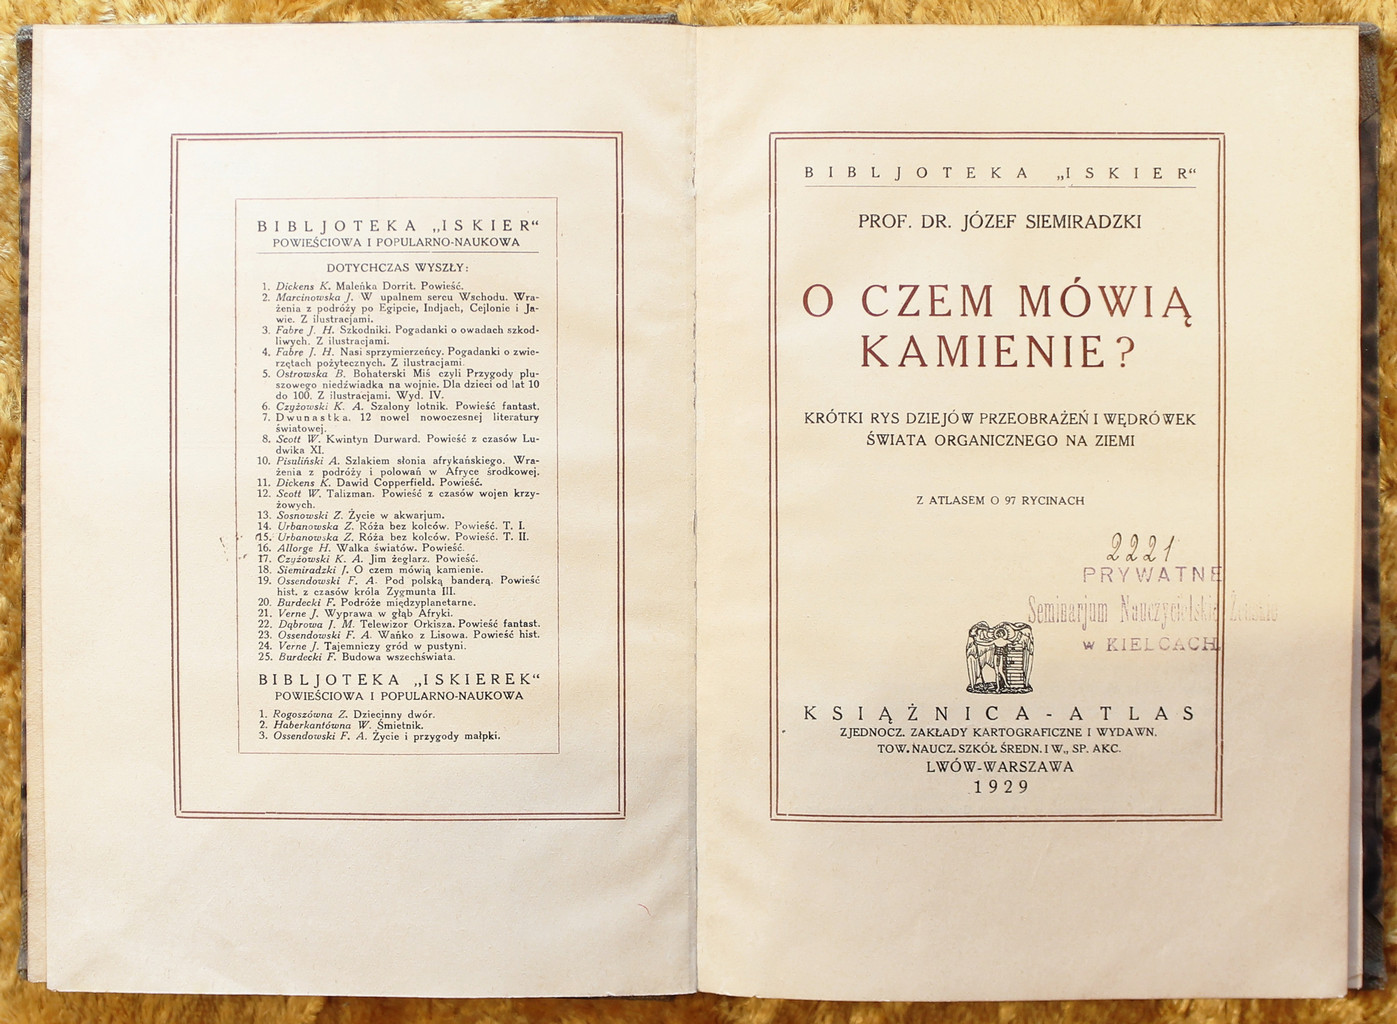 BIBLJOTEKA „ISKIER“
POWIEŚCIOWA I POPULARNO-NAUKOWA
DOTYCHCZAS WYSZŁY:
1. Dickens K. Maleńka Dorrit. Powieść.
2. Marcinowska J. W upalnem sercu Wschodu. Wra-
żenia z podróży po Egipcie, Indjach, Cejlonie i Ja-
wie. Z ilustracjami.
3. Fabre J. H. Szkodniki. Pogadanki o owadach szkod-
liwych. Z ilustracjami.
4. Fabre J. H. Nasi sprzymierzeńcy. Pogadanki o zwie-
rzętach pożytecznych. Z ilustracjami.
5. Ostrowska B. Bohaterski Miś czyli Przygody plu-
szowego niedźwiadka na wojnie. Dla dzieci od lat 10
do 100. Z ilustracjami. Wyd. IV.
6. Czyżowski K. A. Szalony lotnik. Powieść fantast.
7. Dwunastka. 12 nowel nowoczesnej literatury
światowej.
8. Scott W. Kwintyn Durward. Powieść z czasów Lu-
dwika XI.
10. Pisuliński A. Szlakiem słonia afrykańskiego. Wra-
żenia z podróży i polowań w Afryce środkowej.
11. Dickens K. Dawid Copperfield. Powieść.
12. Scott W. Talizman. Powieść z czasów wojen krzy-
żowych.
13. Sosnowski Z. Życie w akwarjum.
14. Urbanowska Z. Róża bez kolców. Powieść. T. I.
15. Urbanowska Z. Róża bez kolców. Powieść. T. II.
16. Allorge H. Walka światów. Powieść.
17. Czyżowski K. A. Jim żeglarz. Powieść.
18. Siemiradzki J. O czem mówią kamienie.
19. Ossendowski F. A. Pod polską banderą. Powieść
hist. z czasów króla Zygmunta III.
20. Burdecki F. Podróże międzyplanetarne.
21. Verne J. Wyprawa w głąb Afryki.
22. Dąbrowa J. M. Telewizor Orkisza. Powieść fantast.
23. Ossendowski F. A. Wańko z Lisowa. Powieść hist.
24. Verne J. Tajemniczy gród w pustyni.
25. Burdecki F. Budowa wszechświata.
BIBLJOTEKA „ISKIEREK“
POWIEŚCIOWA I POPULARNO-NAUKOWA
1. Rogoszówna Z. Dziecinny dwór.
2. Haberkantówna W. Śmietnik.
3. Ossendowski F. A. Życie i przygody małpki.
BIBLJOTEKA „ISKIER“
PROF. DR. JÓZEF SIEMIRADZKI
O CZEM MÓWIĄ
KAMIENIE?
KRÓTKI RYS DZIEJÓW PRZEOBRAŻEŃ I WĘDRÓWEK
ŚWIATA ORGANICZNEGO NA ZIEMI
Z ATLASEM O 97 RYCINACH
2221
PRYWATNE
Seminarjum Nauczycielskie Żeńskie
w KIELCACH
KSIĄŻNICA-ATLAS
ZJEDNOCZ. ZAKŁADY KARTOGRAFICZNE I WYDAWN.
TOW. NAUCZ. SZKÓŁ ŚREDN. I W., SP. AKC.
LWÓW-WARSZAWA
1929